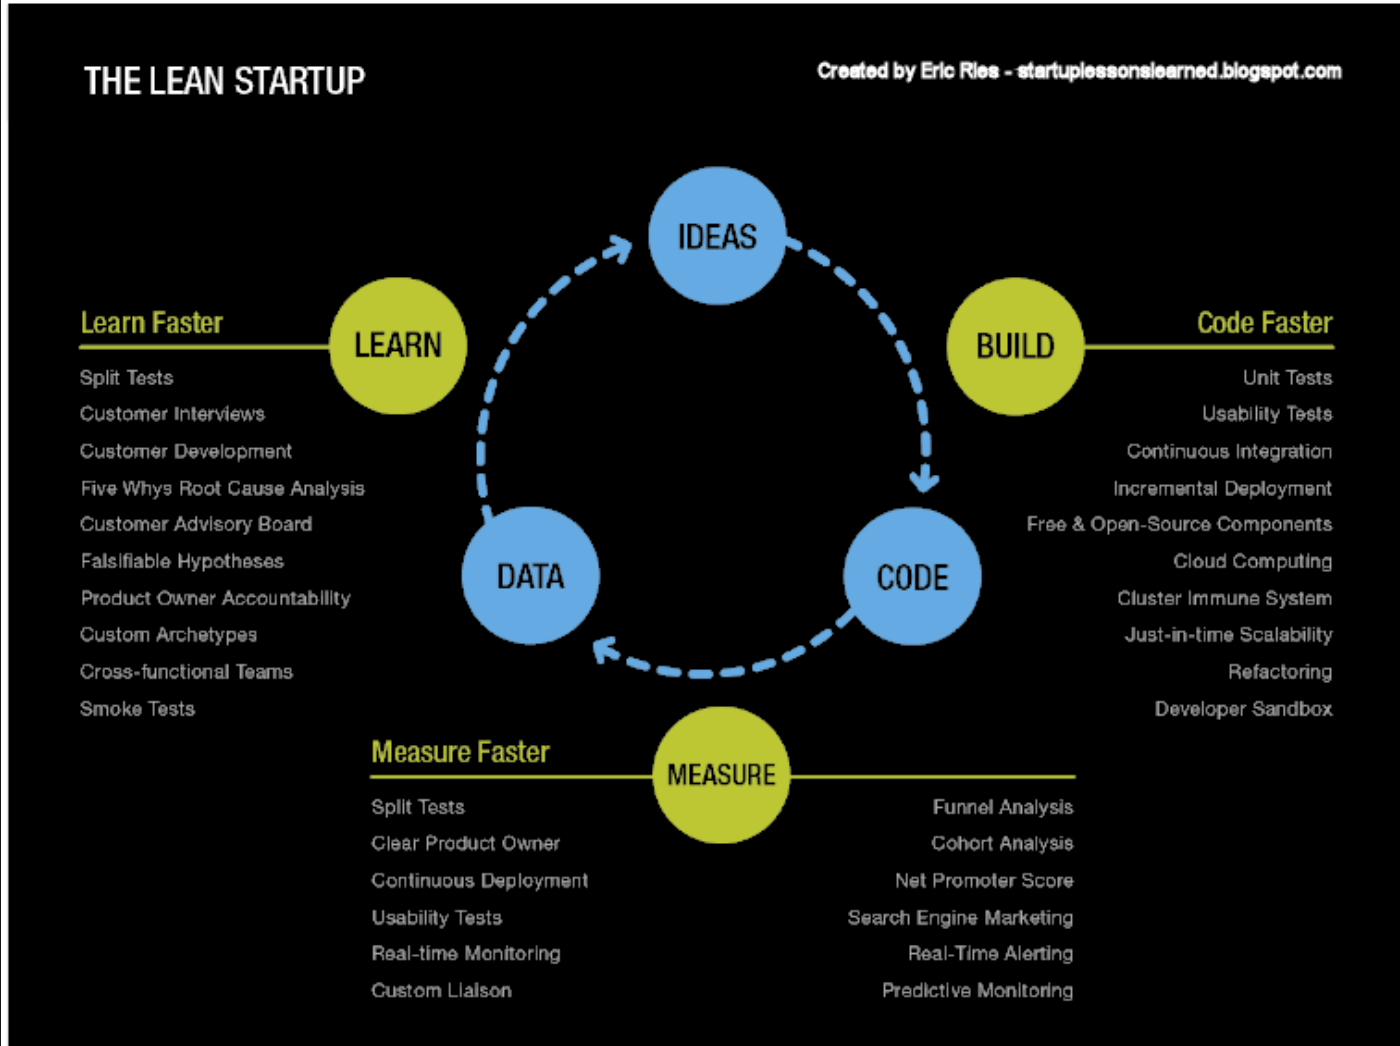 THE LEAN STARTUP
Created by Eric Ries - startuplessonslearned.blogspot.com
IDEAS
Learn Faster
LEARN
Split Tests
Customer Interviews
Customer Development
Five Whys Root Cause Analysis
Customer Advisory Board
Falsifiable Hypotheses
Product Owner Accountability
Custom Archetypes
Cross-functional Teams
Smoke Tests
BUILD
Code Faster
Unit Tests
Usability Tests
Continuous Integration
Incremental Deployment
Free & Open-Source Components
Cloud Computing
Cluster Immune System
Just-in-time Scalability
Refactoring
Developer Sandbox
DATA
CODE
Measure Faster
MEASURE
Split Tests
Clear Product Owner
Continuous Deployment
Usability Tests
Real-time Monitoring
Custom Liaison
Funnel Analysis
Cohort Analysis
Net Promoter Score
Search Engine Marketing
Real-Time Alerting
Predictive Monitoring